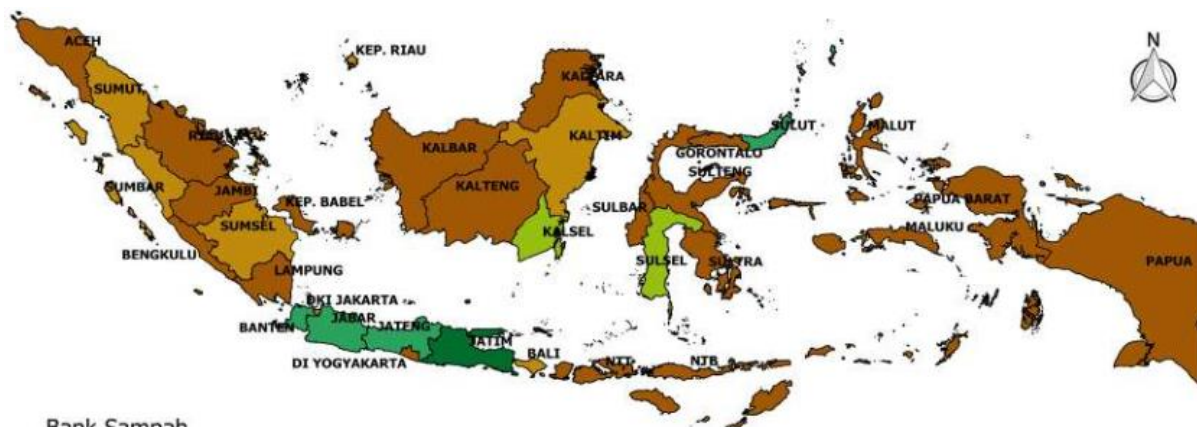 N
ACEH
KEP. RIAU
SUMUT
KALTARA
RIAU
KALTIM
SULUT
MALUT
KALBAR
GORONTALO
SULTENG
SUMBAR
JAMBI
KALTENG
KEP. BABEL
PAPUA BARAT
SULBAR
SUMSEL
KALSEL
MALUKU
BENGKULU
SULSEL
SULTRA
PAPUA
LAMPUNG
DKI JAKARTA
BANTEN
JABAR
JATENG
JATIM
BALI
DI YOGYAKARTA
NTT
NTB
Bank Sampah